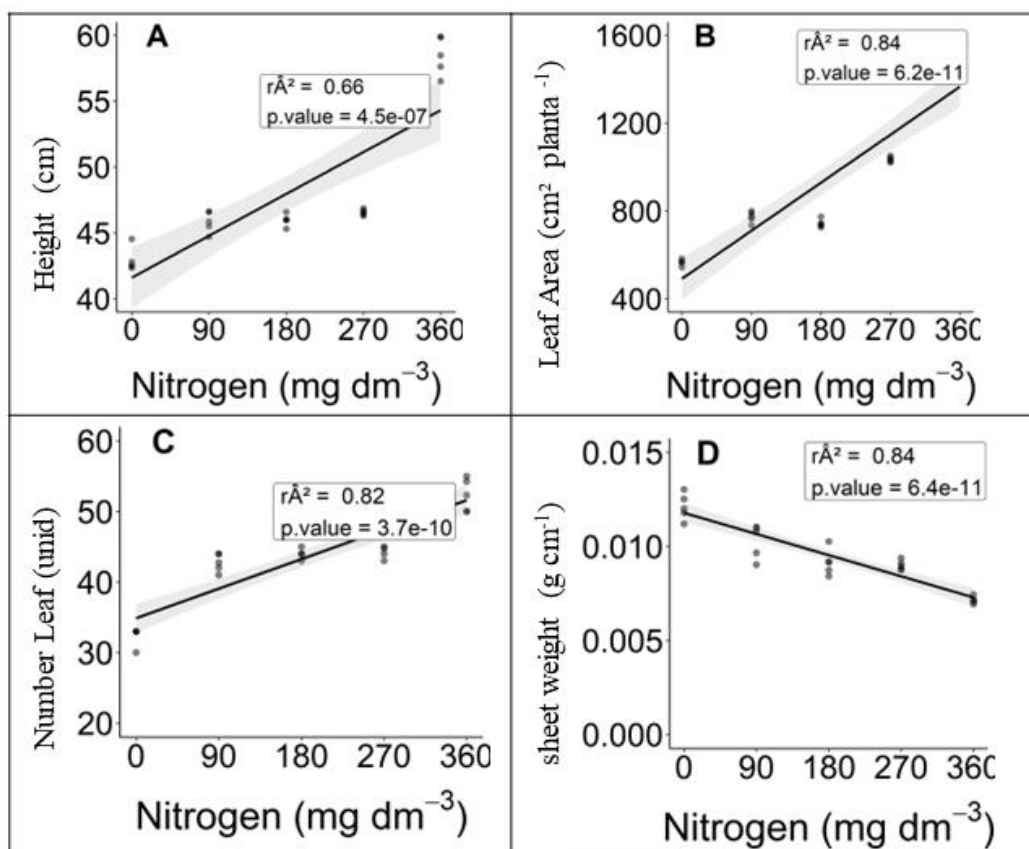 A
60
55
50
45
40
Height (cm)
rÂ² = 0.66
p.value = 4.5e-07
0 90 180 270 360
Nitrogen (mg dm⁻³)
B
1600
1200
800
400
Leaf Area (cm² planta ⁻¹)
rÂ² = 0.84
p.value = 6.2e-11
0 90 180 270 36
Nitrogen (mg dm⁻³)
C
60
50
40
30
20
Number Leaf (unid)
rÂ² = 0.82
p.value = 3.7e-10
0 90 180 270 360
Nitrogen (mg dm⁻³)
D
0.015
0.010
0.005
0.000
sheet weight (g cm⁻¹)
rÂ² = 0.84
p.value = 6.4e-11
0 90 180 270 360
Nitrogen (mg dm⁻³)